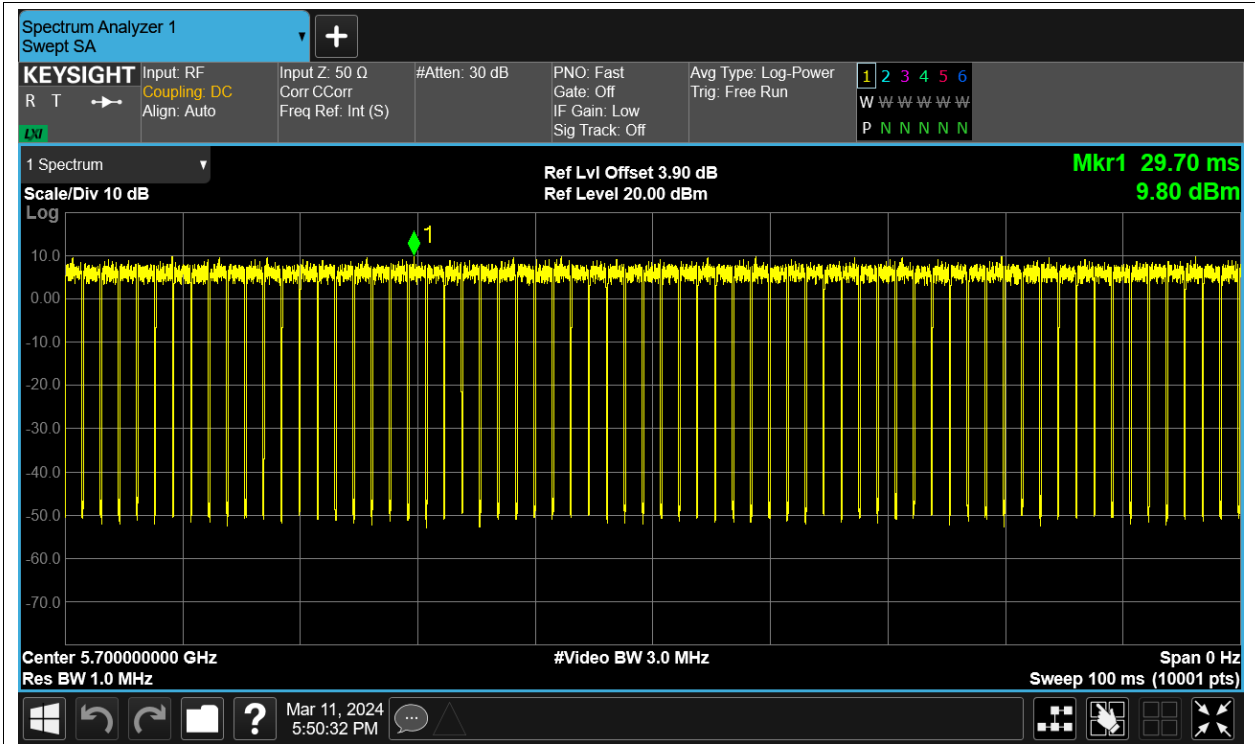 Spectrum Analyzer 1
Swept SA
+
KEYSIGHT
R T
LXI
Input: RF
Coupling: DC
Align: Auto
Input Z: 50 Ω
Corr CCorr
Freq Ref: Int (S)
#Atten: 30 dB
PNO: Fast
Gate: Off
IF Gain: Low
Sig Track: Off
Avg Type: Log-Power
Trig: Free Run
1 2 3 4 5 6
W W W W W W
P N N N N N
1 Spectrum
Scale/Div 10 dB
Log
Ref Lvl Offset 3.90 dB
Ref Level 20.00 dBm
Mkr1 29.70 ms
9.80 dBm
1
10.0
0.00
-10.0
-20.0
-30.0
-40.0
-50.0
-60.0
-70.0
Center 5.700000000 GHz
Res BW 1.0 MHz
#Video BW 3.0 MHz
Span 0 Hz
Sweep 100 ms (10001 pts)
?
Mar 11, 2024
5:50:32 PM